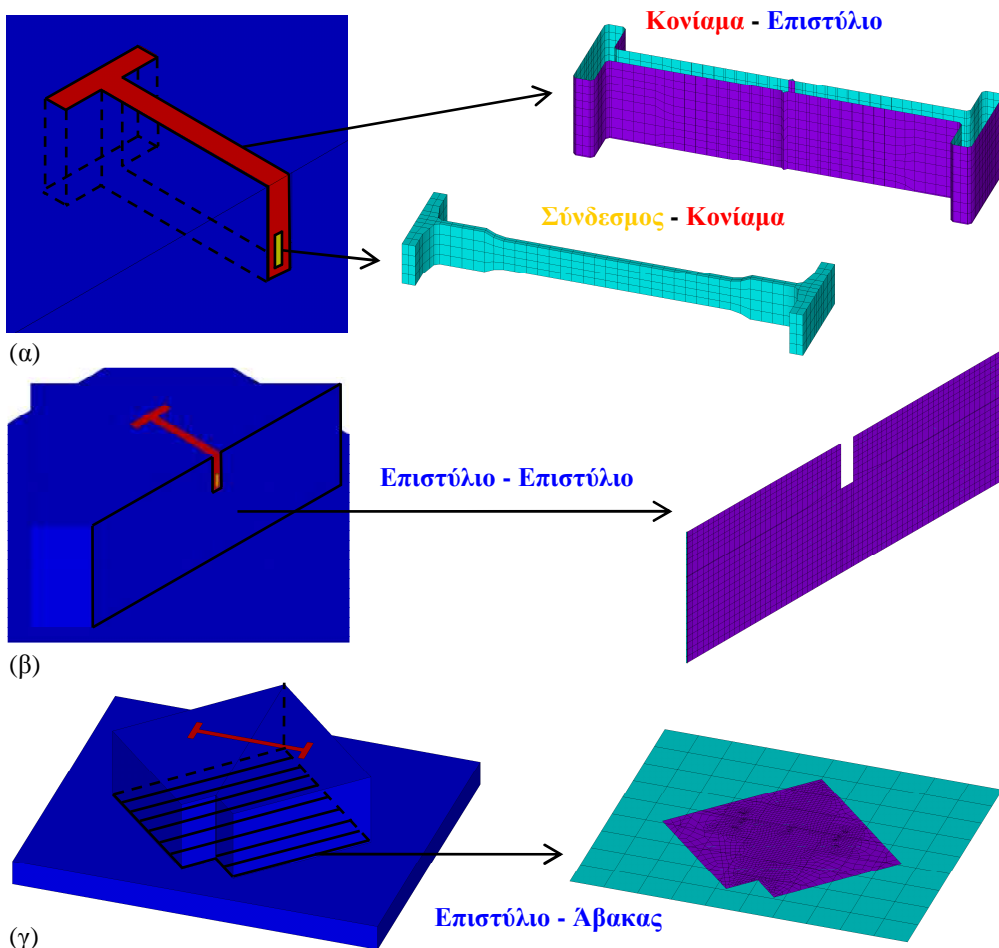 Κονίαμα - Επιστύλιο
Σύνδεσμος - Κονίαμα
(α)
Επιστύλιο - Επιστύλιο
(β)
Επιστύλιο - Άβακας
(γ)